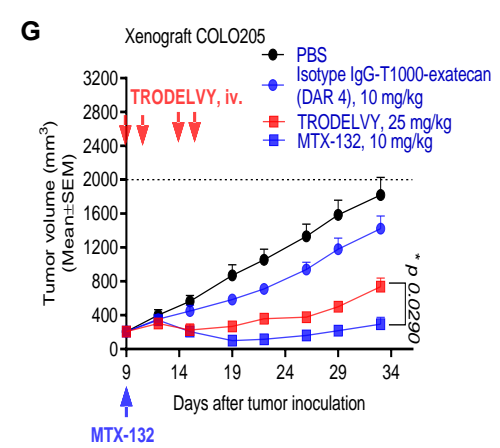 G
Xenograft COLO205
PBS
Isotype IgG-T1000-exatecan
(DAR 4), 10 mg/kg
TRODELVY, 25 mg/kg
MTX-132, 10 mg/kg
TRODELVY, iv.
Tumor volume (mm³)
(Mean±SEM)
3200
2800
2400
2000
1600
1200
800
400
0
* p 0.0290
9 14 19 24 29 34
Days after tumor inoculation
MTX-132